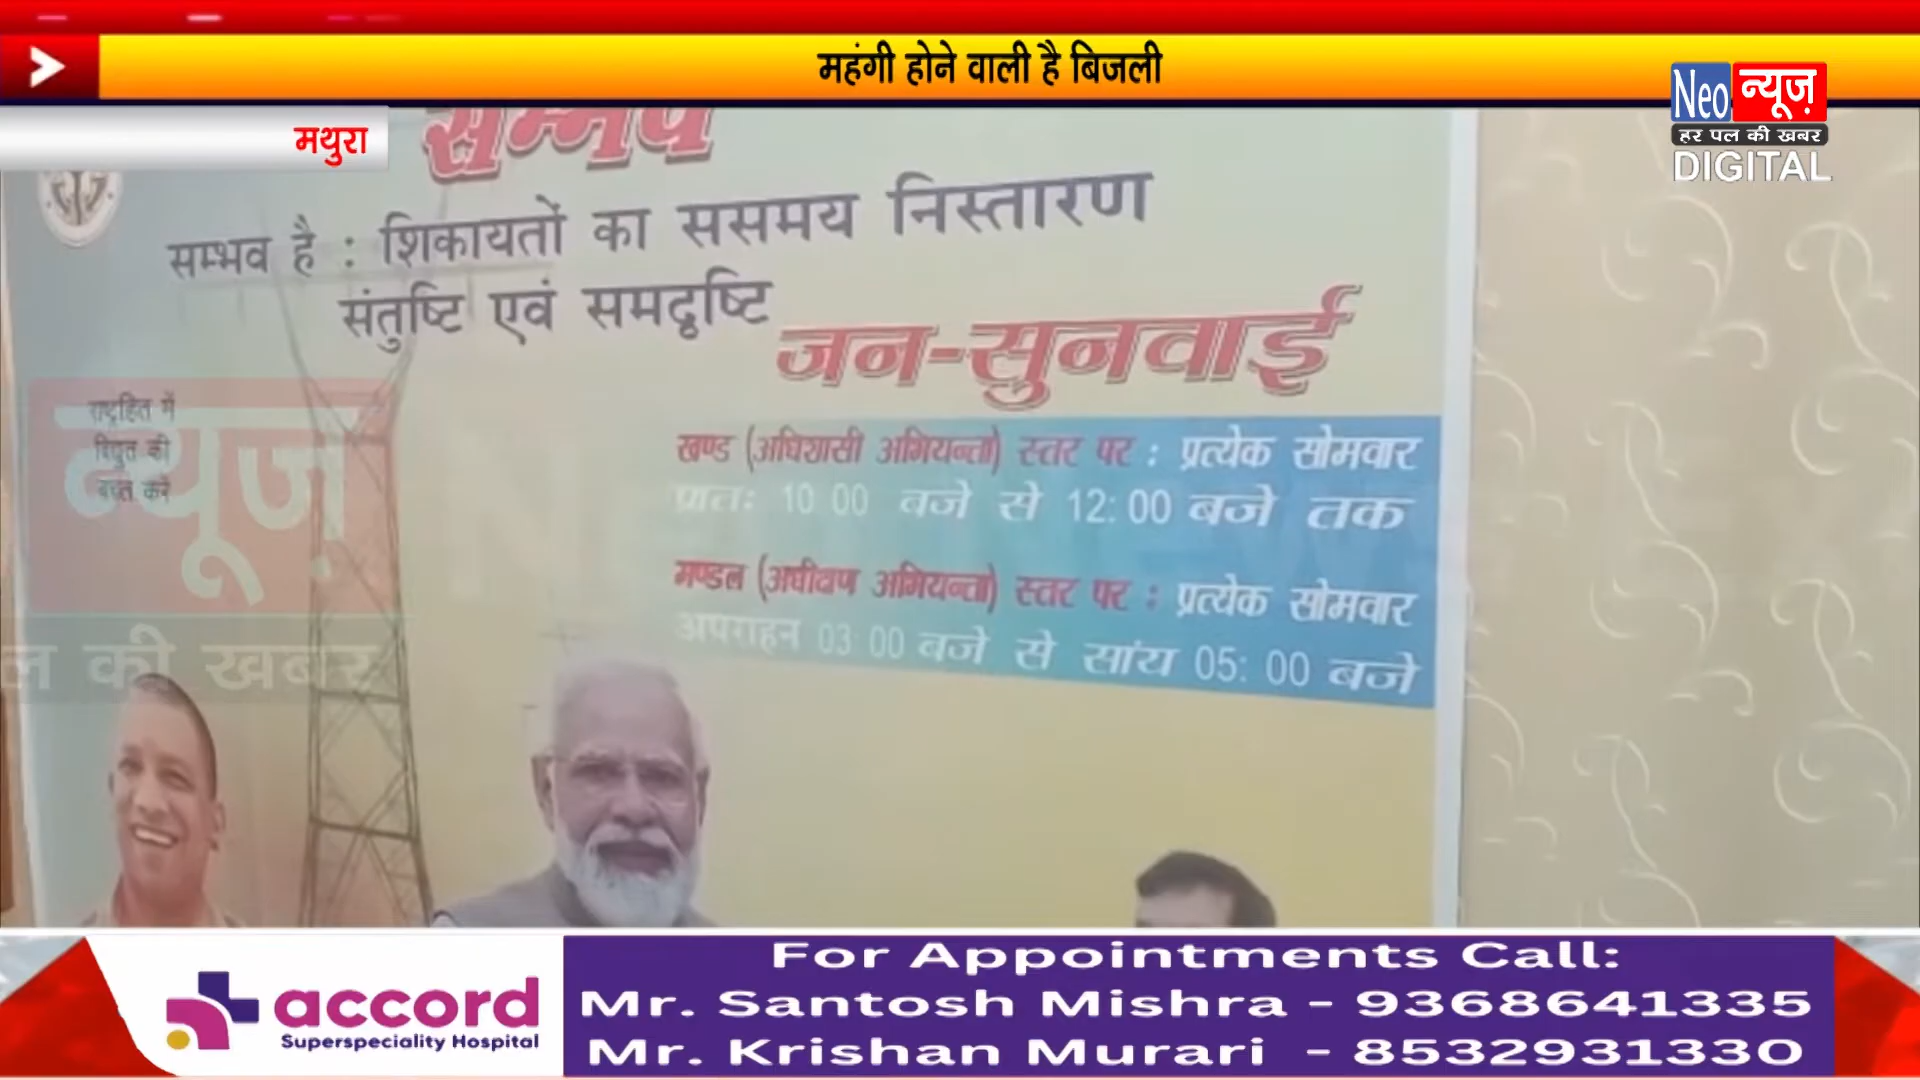 महंगी होने वाली है बिजली
Neo न्यूज़
हर पल की खबर
DIGITAL
मथुरा
सम्भव
सम्भव है : शिकायतों का ससमय निस्तारण
संतुष्टि एवं समदृष्टि
जन-सुनवाई
राष्ट्रहित में
विद्युत की
बचत करें
न्यूज़
Neo News
ल की खबर
खण्ड (अधिशासी अभियन्ता) स्तर पर : प्रत्येक सोमवार
प्रातः 10 00 बजे से 12: 00 बजे तक
मण्डल (अधीक्षण अभियन्ता) स्तर पर : प्रत्येक सोमवार
अपराहन 03 00 बजे से सांय 05: 00 बजे
accord
Superspeciality Hospital
For Appointments Call:
Mr. Santosh Mishra - 9368641335
Mr. Krishan Murari - 8532931330